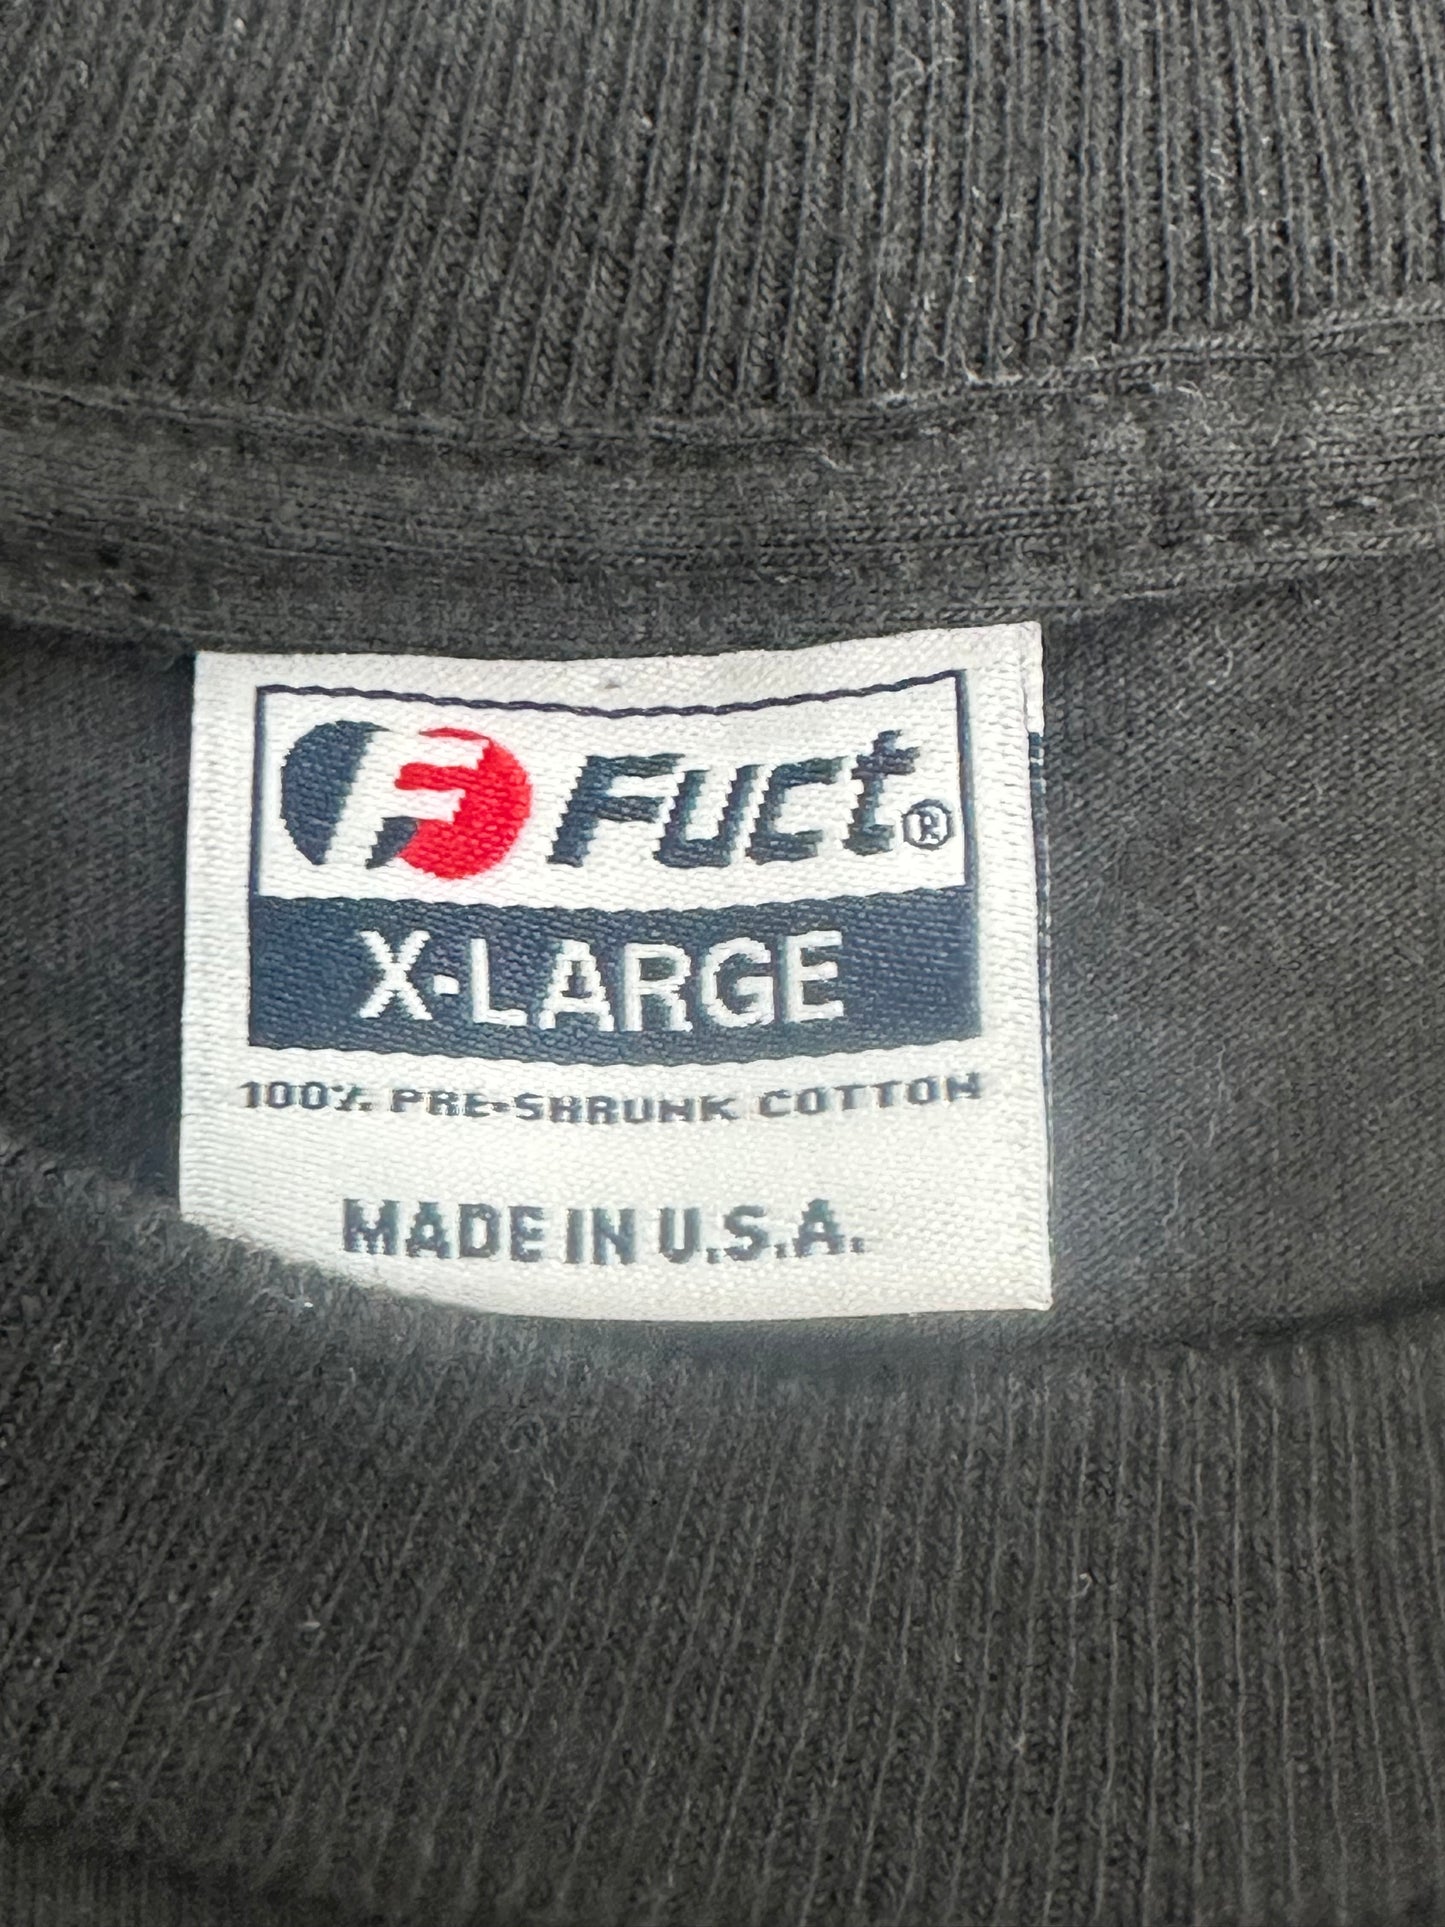 F Fuct®
X-LARGE
100% PRE-SHRUNK COTTON
MADE IN U.S.A.